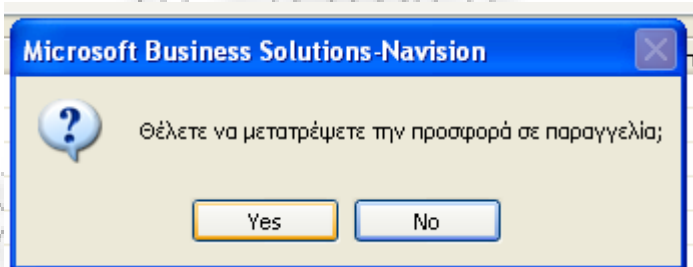 Microsoft Business Solutions-Navision
Θέλετε να μετατρέψετε την προσφορά σε παραγγελία;
Yes
No